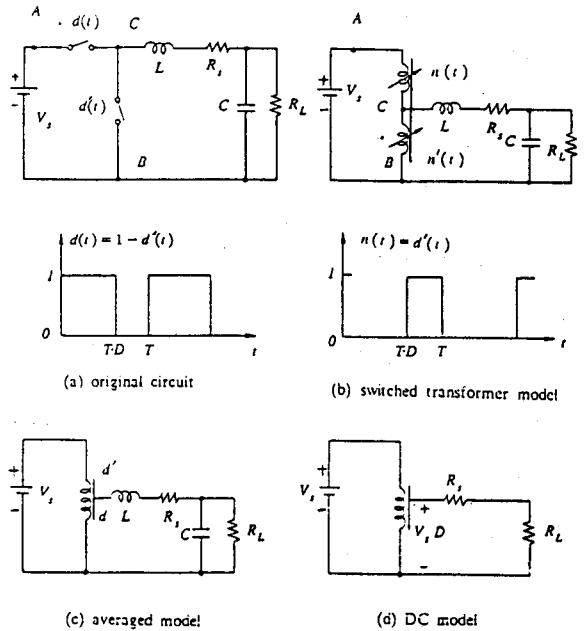 A
d(t)
C
L
R_s
+
-
V_s
d'(t)
C
R_L
B
A
+
-
V_s
n(t)
C
L
R_s
C
R_L
B
n'(t)
d(t) = 1 - d'(t)
1
0
T·D
T
t
(a) original circuit
n(t) = d'(t)
1
0
T·D
T
t
(b) switched transformer model
+
-
V_s
d'
d
L
R_s
C
R_L
(c) averaged model
+
-
V_s
R_s
+
V_s D
-
R_L
(d) DC model